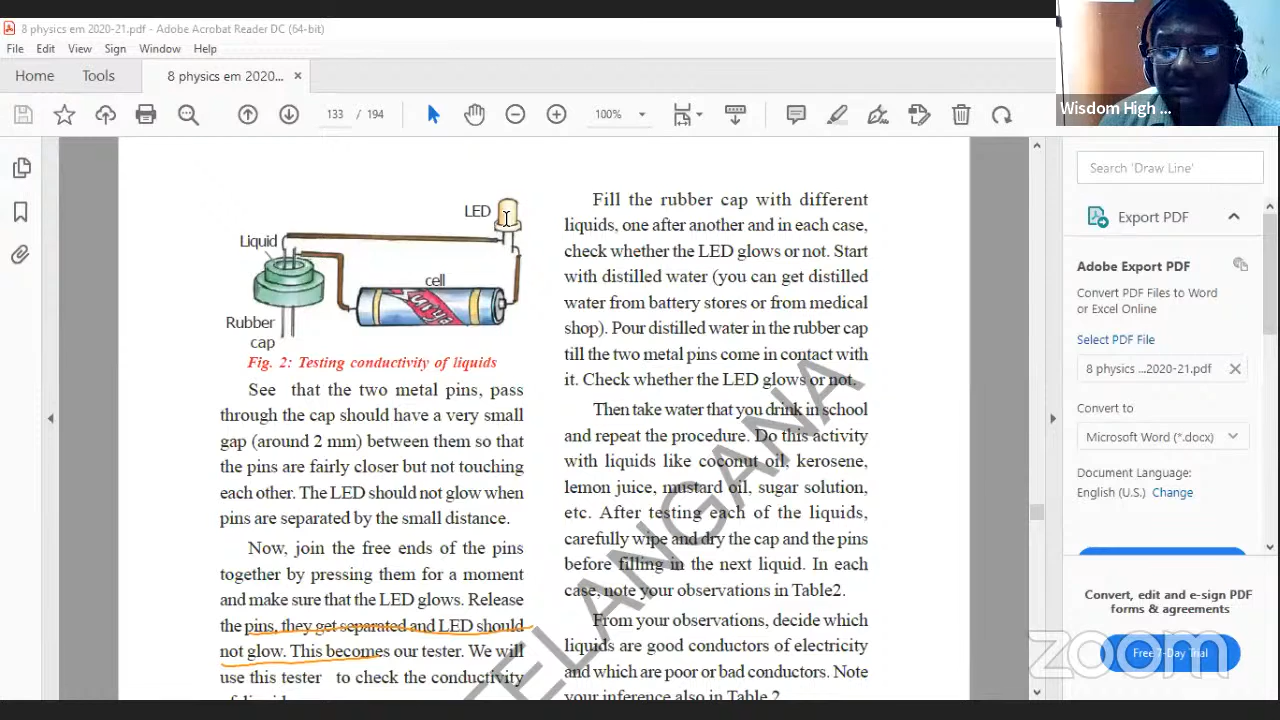 8 physics em 2020-21.pdf - Adobe Acrobat Reader DC (64-bit)
File Edit View Sign Window Help
Home Tools 8 physics em 2020... ×
133 / 194 100%
Wisdom High ...
LED
Liquid
cell
Surya
Rubber
cap
Fig. 2: Testing conductivity of liquids
See that the two metal pins, pass
through the cap should have a very small
gap (around 2 mm) between them so that
the pins are fairly closer but not touching
each other. The LED should not glow when
pins are separated by the small distance.
Now, join the free ends of the pins
together by pressing them for a moment
and make sure that the LED glows. Release
the pins, they get separated and LED should
not glow. This becomes our tester. We will
use this tester to check the conductivity
Fill the rubber cap with different
liquids, one after another and in each case,
check whether the LED glows or not. Start
with distilled water (you can get distilled
water from battery stores or from medical
shop). Pour distilled water in the rubber cap
till the two metal pins come in contact with
it. Check whether the LED glows or not.
Then take water that you drink in school
and repeat the procedure. Do this activity
with liquids like coconut oil, kerosene,
lemon juice, mustard oil, sugar solution,
etc. After testing each of the liquids,
carefully wipe and dry the cap and the pins
before filling in the next liquid. In each
case, note your observations in Table2.
From your observations, decide which
liquids are good conductors of electricity
and which are poor or bad conductors. Note
your inference also in Table 2
TELANGANA
Search 'Draw Line'
Export PDF
Adobe Export PDF
Convert PDF Files to Word
or Excel Online
Select PDF File
8 physics ...2020-21.pdf
Convert to
Microsoft Word (*.docx)
Document Language:
English (U.S.) Change
Convert, edit and e-sign PDF
forms & agreements
Free 7-Day Trial
zoom